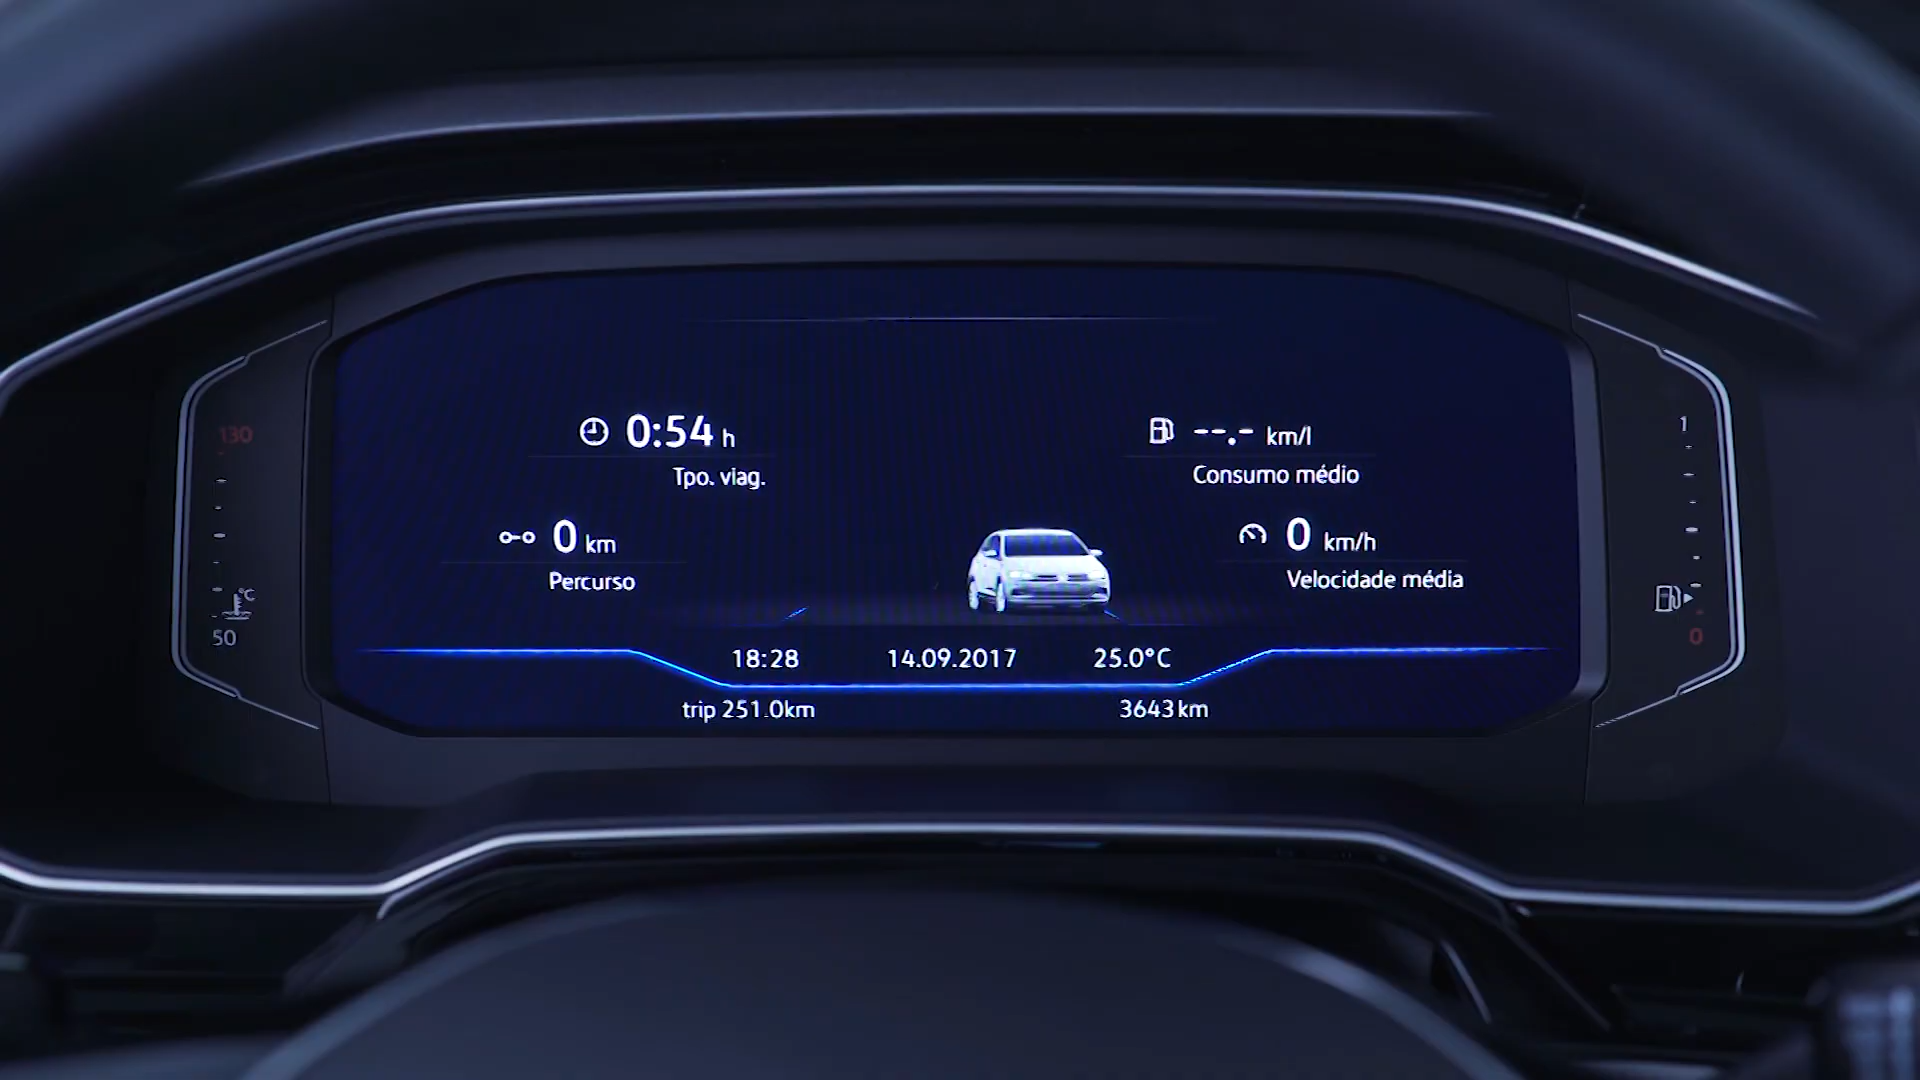 0:54 h
Tpo. viag.
--.- km/l
Consumo médio
0 km
Percurso
0 km/h
Velocidade média
18:28 14.09.2017 25.0°C
trip 251.0km 3643 km
130
°C
50
1
0